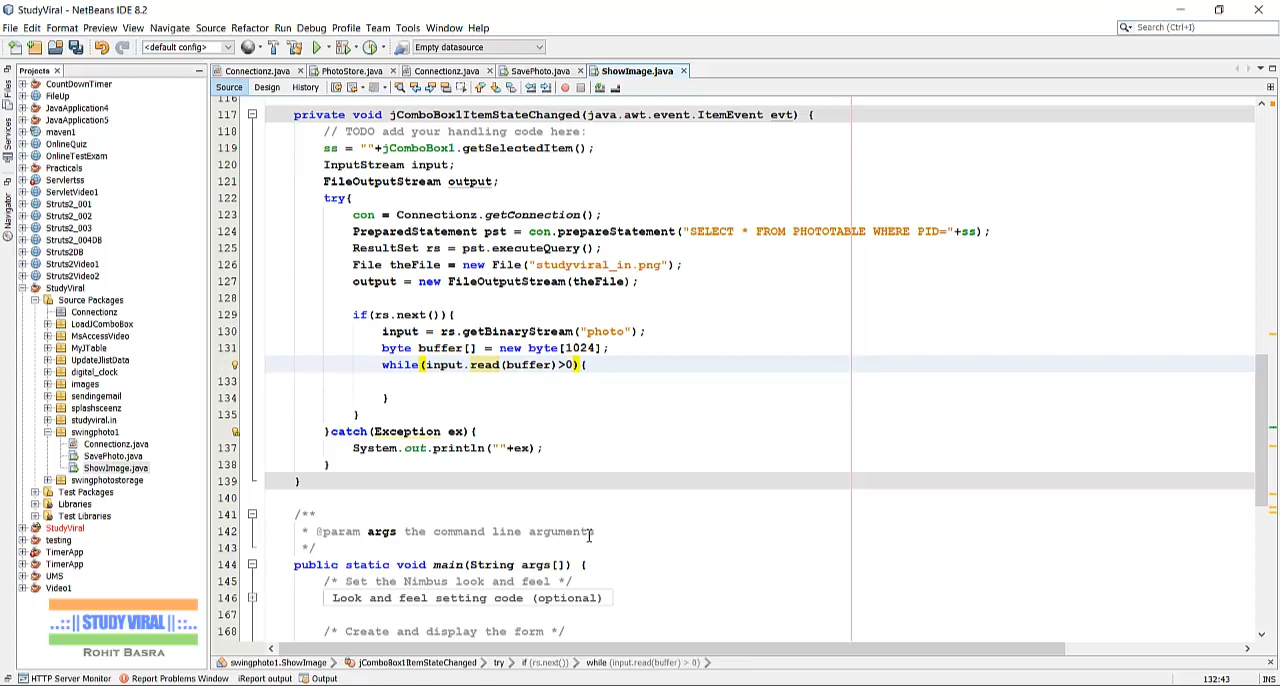 StudyViral - NetBeans IDE 8.2
File Edit Format Preview View Navigate Source Refactor Run Debug Profile Team Tools Window Help
Search (Ctrl+I)
<default config> Empty datasource
Projects
Connectionz.java PhotoStore.java Connectionz.java SavePhoto.java ShowImage.java
Source Design History
Files
Services
Navigator
CountDownTimer
FileUp
JavaApplication4
JavaApplication5
maven1
OnlineQuiz
OnlineTestExam
Practicals
Servlertss
ServletVideo1
Struts2_001
Struts2_002
Struts2_003
Struts2_004DB
Struts2DB
Struts2Video1
Struts2Video2
StudyViral
Source Packages
Connectionz
LoadJComboBox
MsAccessVideo
MyJTable
UpdateJlistData
digital_clock
images
sendingemail
splashsceenz
studyviral.in
swingphoto1
Connectionz.java
SavePhoto.java
ShowImage.java
swingphotostorage
Test Packages
Libraries
Test Libraries
StudyViral
testing
TimerApp
TimerApp
UMS
Video1
..::|| STUDY VIRAL ||::..
ROHIT BASRA
116
117 private void jComboBox1ItemStateChanged(java.awt.event.ItemEvent evt) {
118 // TODO add your handling code here:
119 ss = ""+jComboBox1.getSelectedItem();
120 InputStream input;
121 FileOutputStream output;
122 try{
123 con = Connectionz.getConnection();
124 PreparedStatement pst = con.prepareStatement("SELECT * FROM PHOTOTABLE WHERE PID="+ss);
125 ResultSet rs = pst.executeQuery();
126 File theFile = new File("studyviral_in.png");
127 output = new FileOutputStream(theFile);
128
129 if(rs.next()){
130 input = rs.getBinaryStream("photo");
131 byte buffer[] = new byte[1024];
while(input.read(buffer)>0){
133
134 }
135 }
}catch(Exception ex){
137 System.out.println(""+ex);
138 }
139 }
140
141 /**
142 * @param args the command line arguments
143 */
144 public static void main(String args[]) {
145 /* Set the Nimbus look and feel */
146 Look and feel setting code (optional)
167
168 /* Create and display the form */
swingphoto1.ShowImage jComboBox1ItemStateChanged try if (rs.next()) while (input.read(buffer) > 0)
HTTP Server Monitor Report Problems Window iReport output Output
132:43 INS